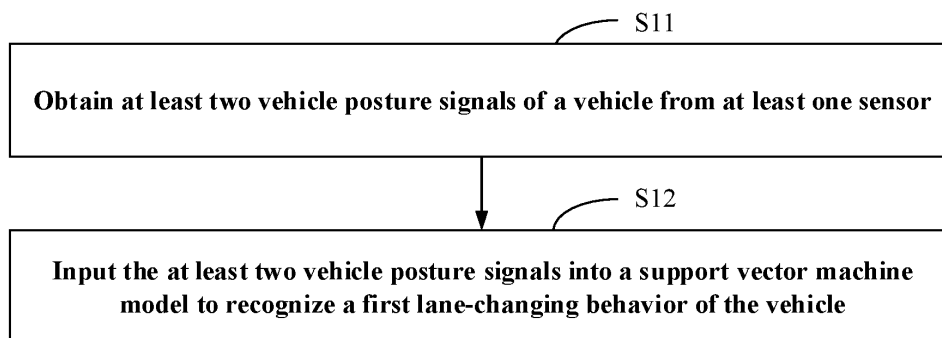 S11
Obtain at least two vehicle posture signals of a vehicle from at least one sensor
S12
Input the at least two vehicle posture signals into a support vector machine
model to recognize a first lane-changing behavior of the vehicle